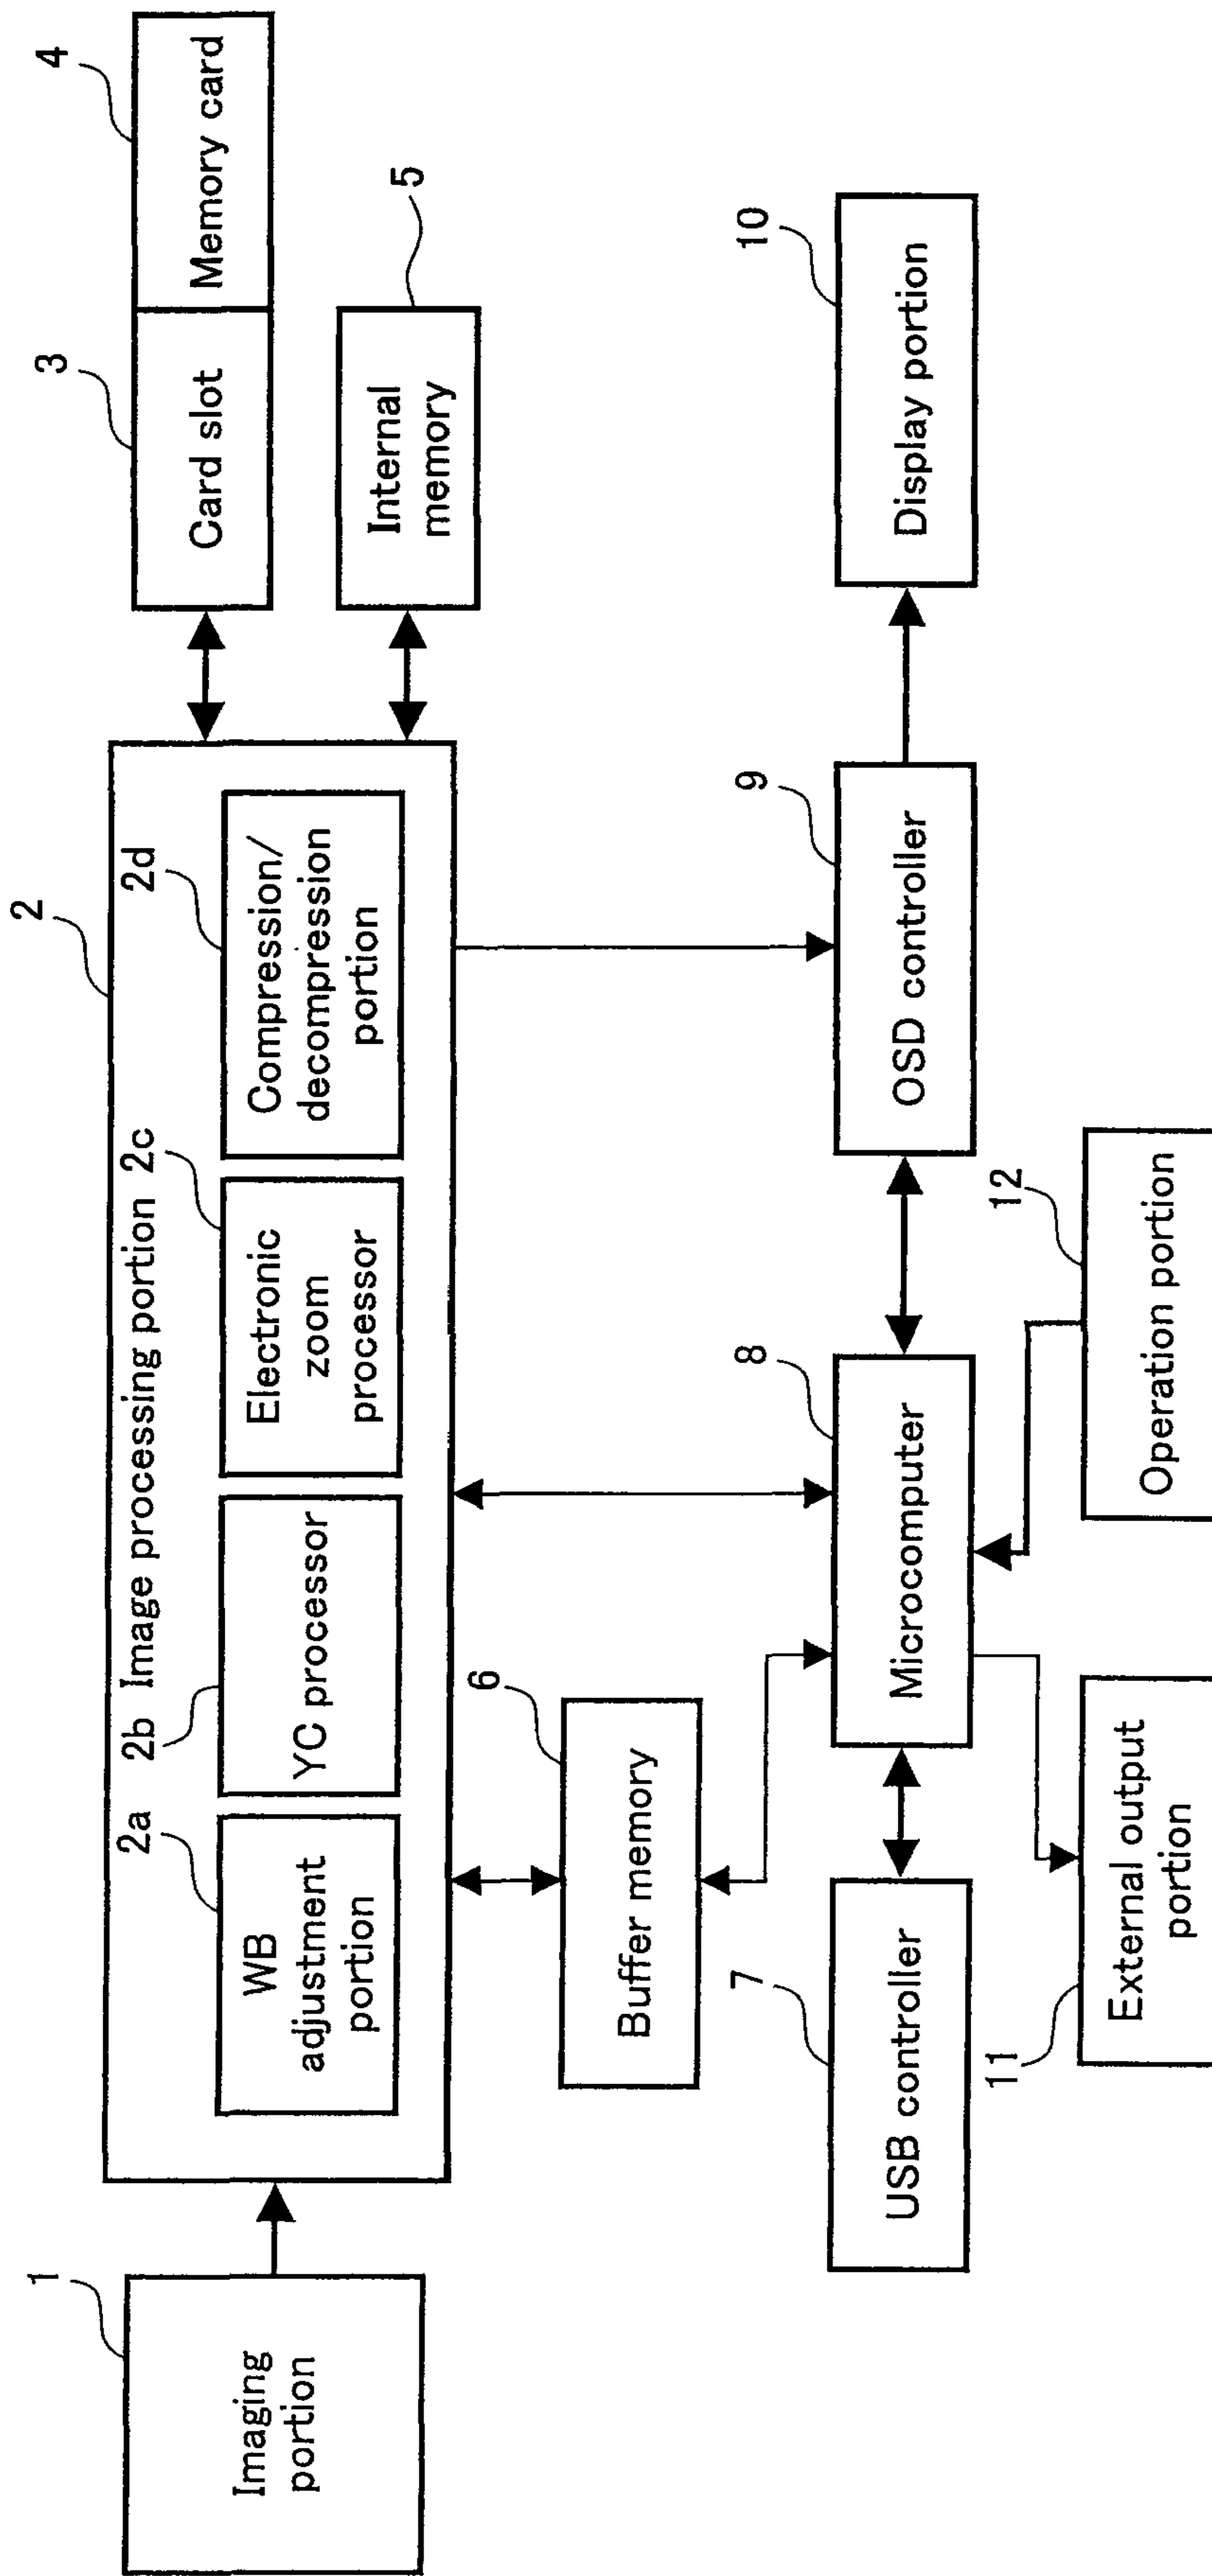 1
Imaging
portion
2
Image processing portion
2a
WB
adjustment
portion
2b
YC processor
2c
Electronic
zoom
processor
2d
Compression/
decompression
portion
3
Card slot
4
Memory card
5
Internal
memory
6
Buffer memory
7
USB controller
8
Microcomputer
9
OSD controller
10
Display portion
11
External output
portion
12
Operation portion